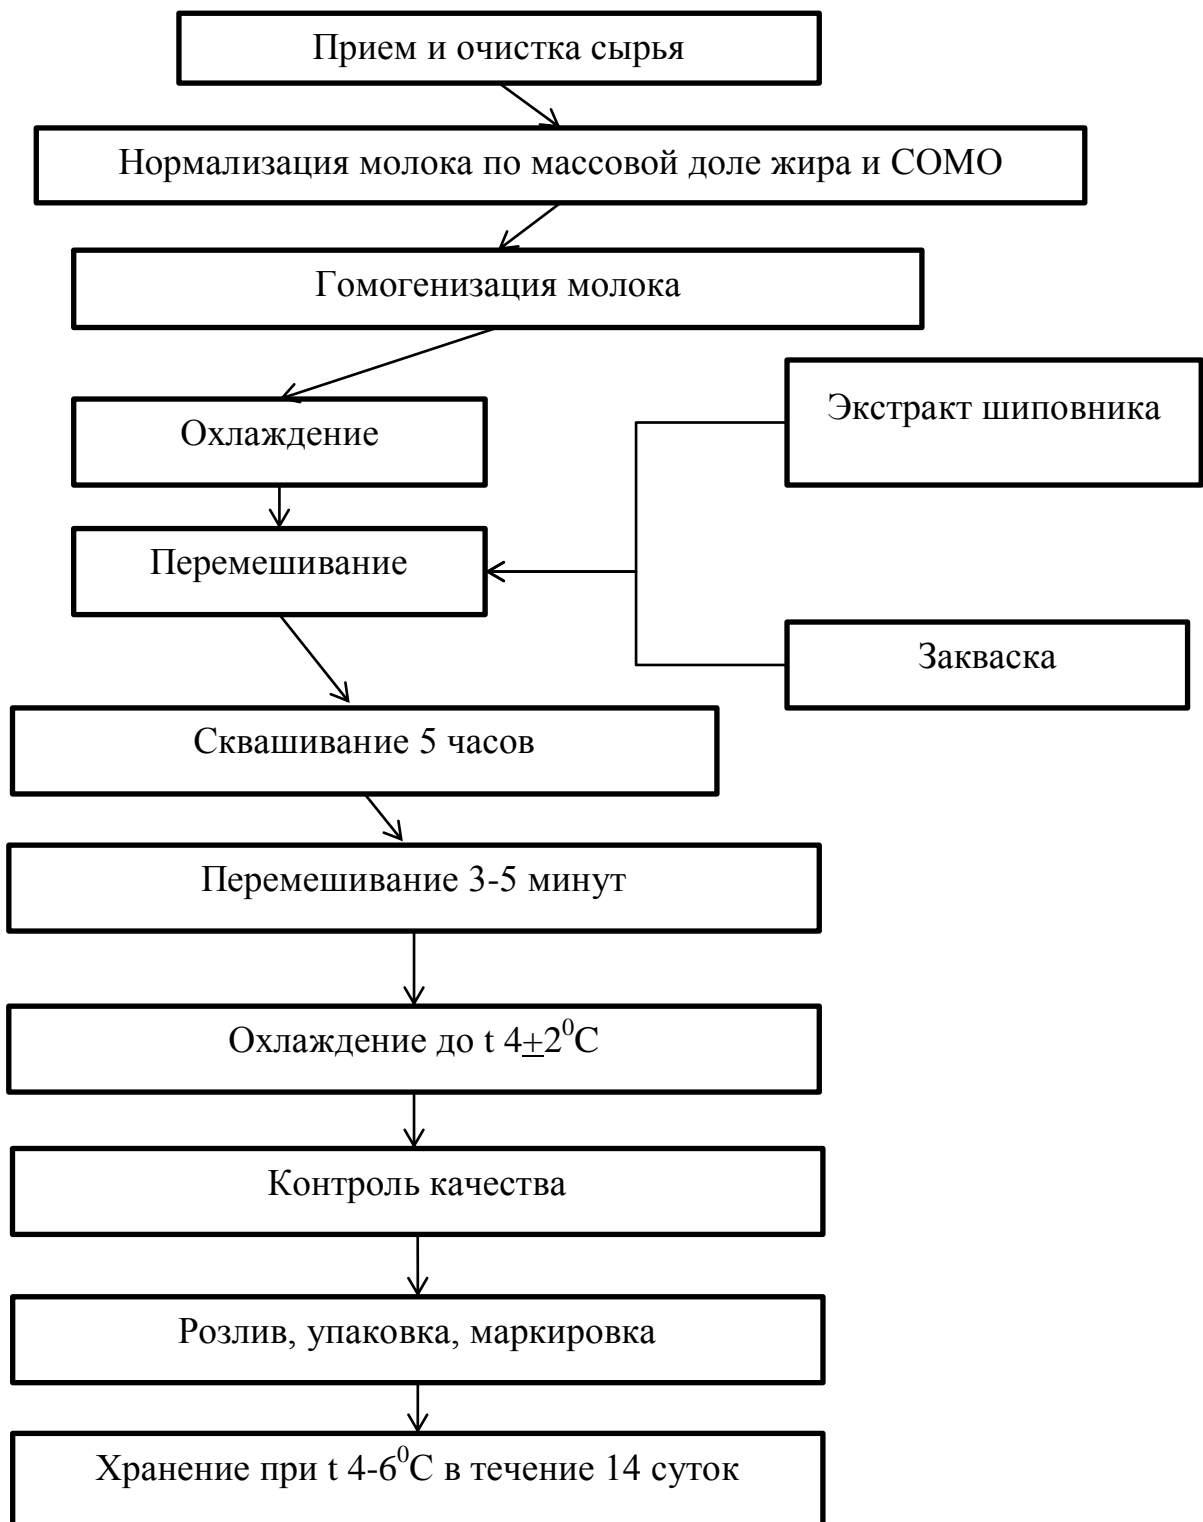 Прием и очистка сырья
Нормализация молока по массовой доле жира и СОМО
Гомогенизация молока
Экстракт шиповника
Охлаждение
Перемешивание
Закваска
Сквашивание 5 часов
Перемешивание 3-5 минут
Охлаждение до t 4±2⁰С
Контроль качества
Розлив, упаковка, маркировка
Хранение при t 4-6⁰С в течение 14 суток